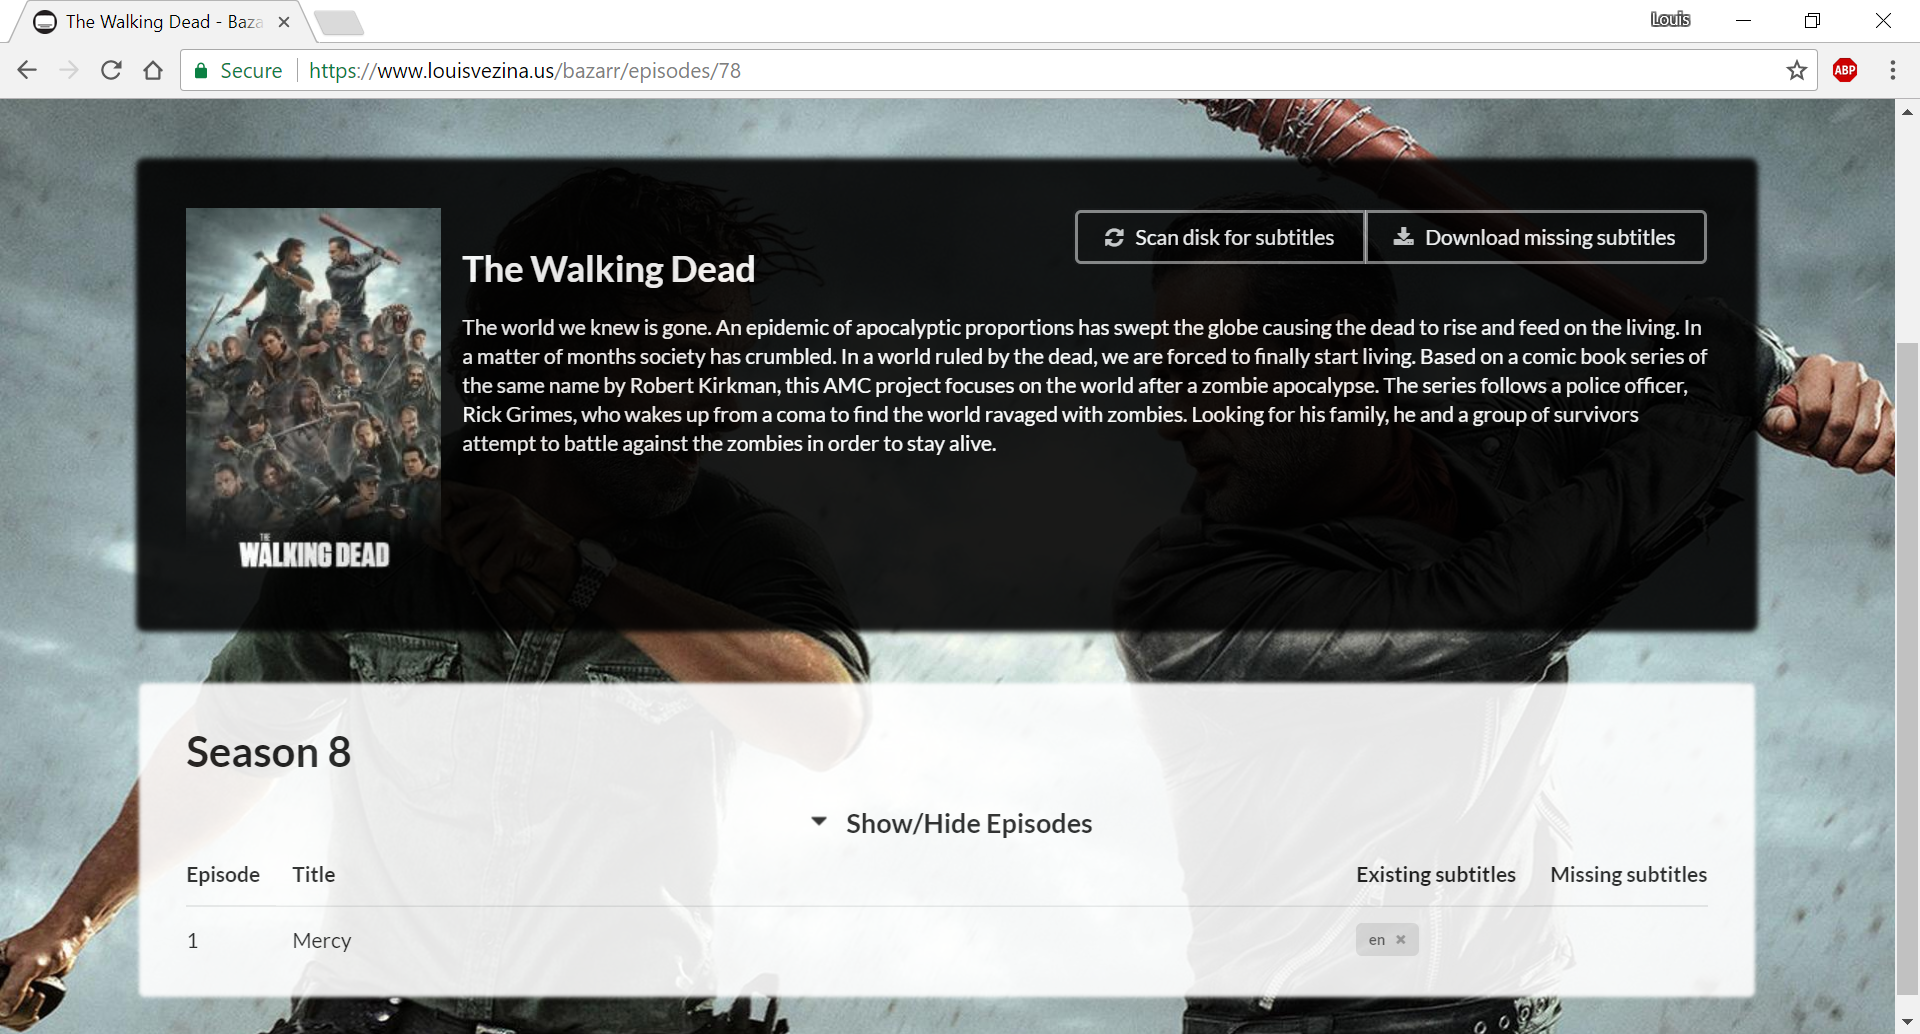 The Walking Dead - Baza
Louis
Secure
https://www.louisvezina.us/bazarr/episodes/78
ABP
Scan disk for subtitles
Download missing subtitles
The Walking Dead
The world we knew is gone. An epidemic of apocalyptic proportions has swept the globe causing the dead to rise and feed on the living. In
a matter of months society has crumbled. In a world ruled by the dead, we are forced to finally start living. Based on a comic book series of
the same name by Robert Kirkman, this AMC project focuses on the world after a zombie apocalypse. The series follows a police officer,
Rick Grimes, who wakes up from a coma to find the world ravaged with zombies. Looking for his family, he and a group of survivors
attempt to battle against the zombies in order to stay alive.
THE
WALKING DEAD
Season 8
Show/Hide Episodes
Episode Title Existing subtitles Missing subtitles
1 Mercy en